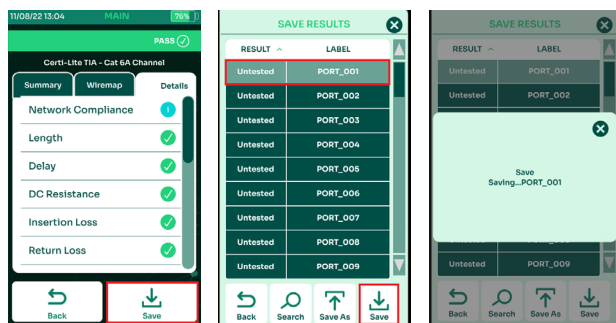 11/08/22 13:04 MAIN 76%
PASS
Certi-Lite TIA - Cat 6A Channel
Summary Wiremap Details
Network Compliance
Length
Delay
DC Resistance
Insertion Loss
Return Loss
Back Save
SAVE RESULTS
RESULT LABEL
Untested PORT_001
Untested PORT_002
Untested PORT_003
Untested PORT_004
Untested PORT_005
Untested PORT_006
Untested PORT_007
Untested PORT_008
Untested PORT_009
Back Search Save As Save
SAVE RESULTS
RESULT LABEL
Untested PORT_001
Untested PORT_002
Save
Saving...PORT_001
Untested PORT_009
Back Search Save As Save